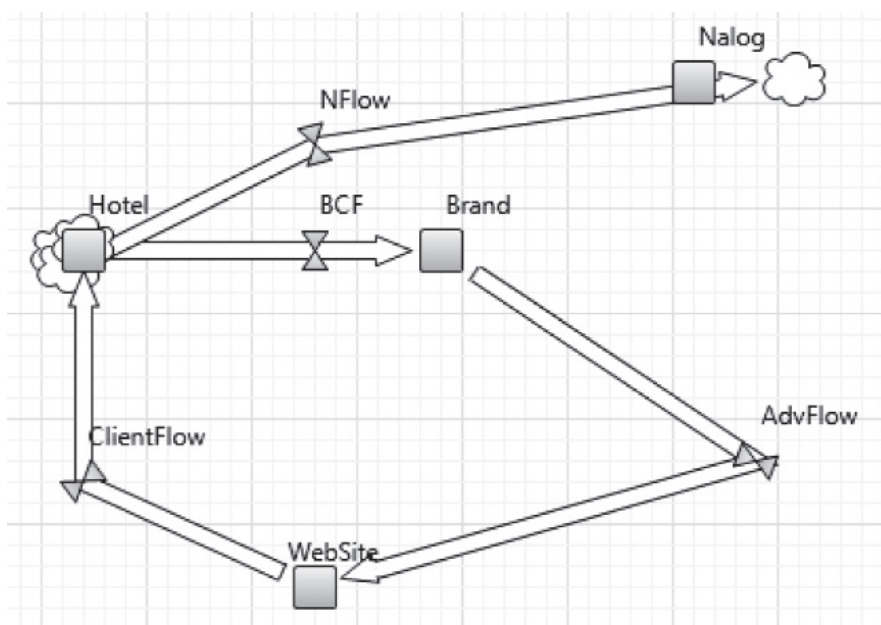 Nalog
NFlow
Hotel
BCF
Brand
AdvFlow
ClientFlow
WebSite